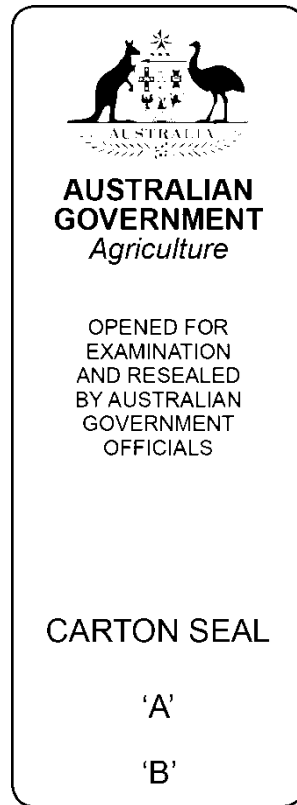 AUSTRALIA
AUSTRALIAN
GOVERNMENT
Agriculture
OPENED FOR
EXAMINATION
AND RESEALED
BY AUSTRALIAN
GOVERNMENT
OFFICIALS
CARTON SEAL
‘A’
‘B’